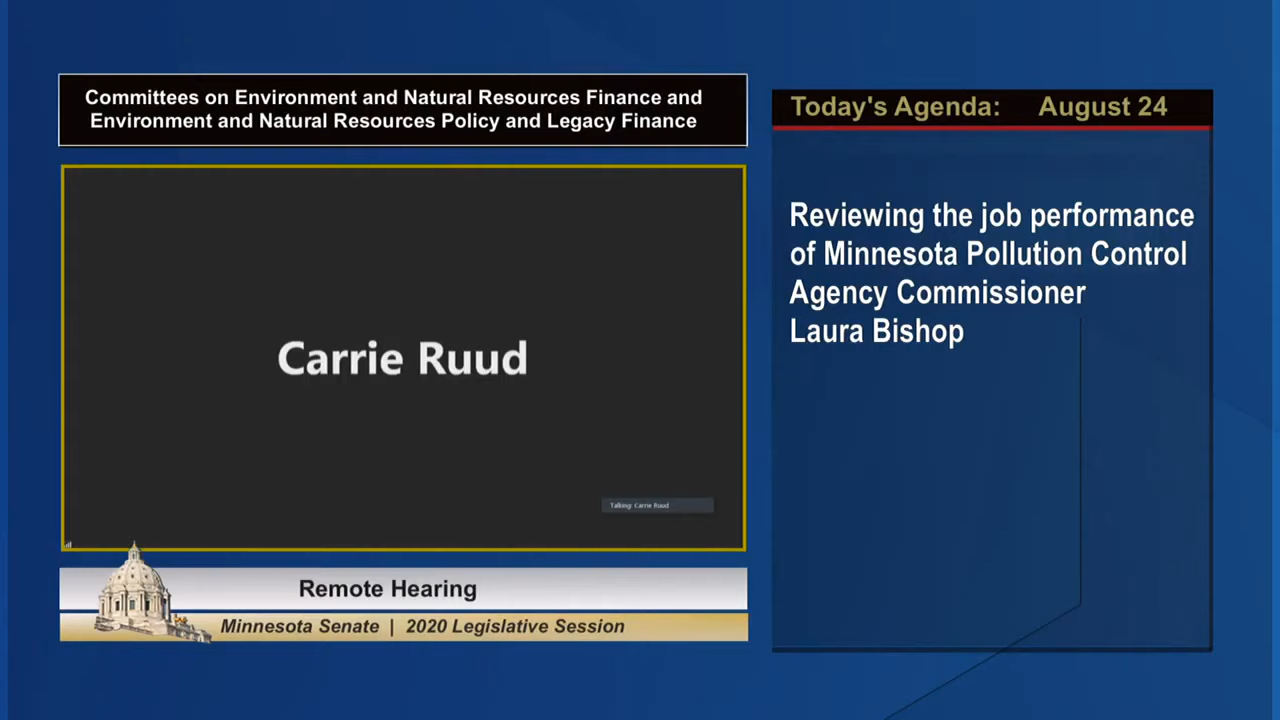 Committees on Environment and Natural Resources Finance and
Environment and Natural Resources Policy and Legacy Finance
Today's Agenda: August 24
Reviewing the job performance
of Minnesota Pollution Control
Agency Commissioner
Laura Bishop
Carrie Ruud
Talking: Carrie Ruud
Remote Hearing
Minnesota Senate | 2020 Legislative Session